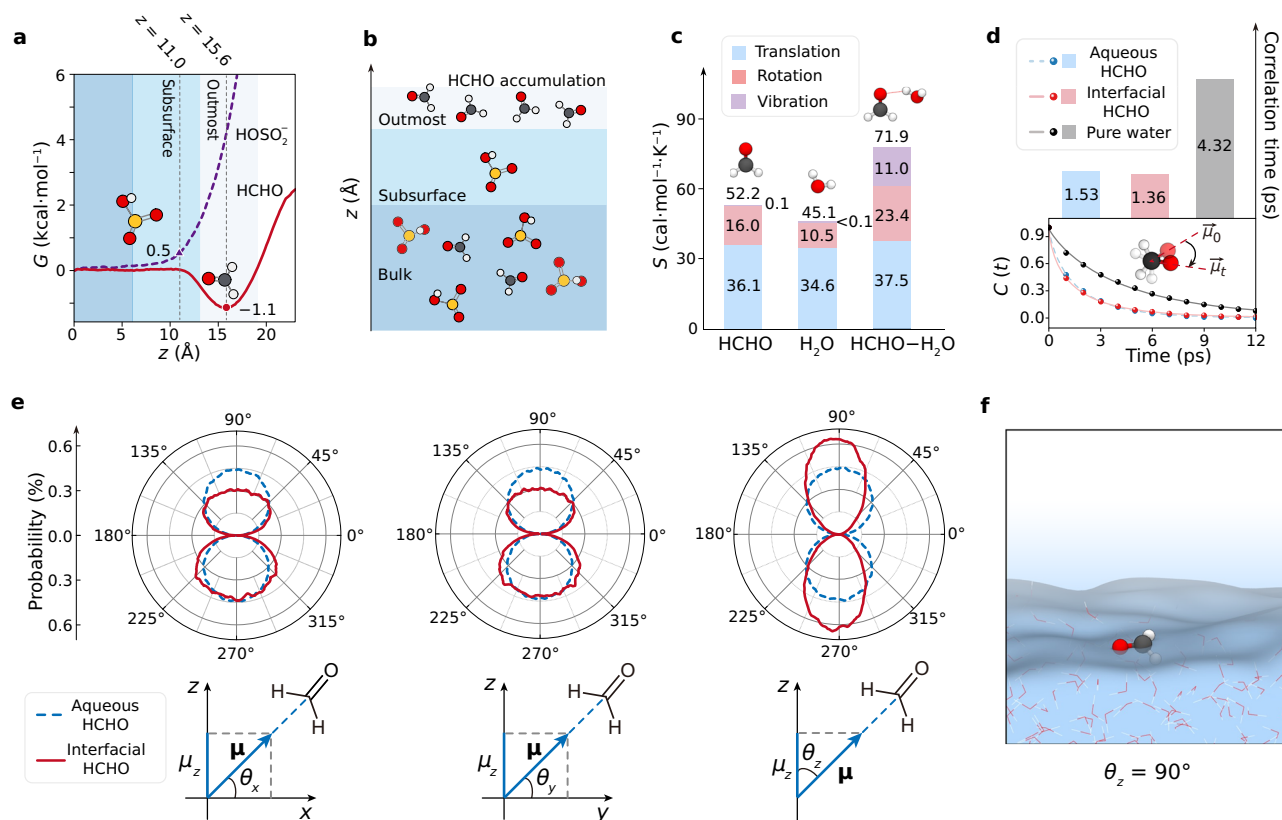 a
z = 11.0
z = 15.6
G (kcal·mol⁻¹)
6
4
2
0
Subsurface
Outmost
HOSO₂⁻
HCHO
0.5
−1.1
0
5
10
15
20
z (Å)
b
z (Å)
HCHO accumulation
Outmost
Subsurface
Bulk
c
Translation
Rotation
Vibration
S (cal·mol⁻¹·K⁻¹)
90
60
30
0
52.2
0.1
16.0
36.1
45.1
<0.1
10.5
34.6
71.9
11.0
23.4
37.5
HCHO
H₂O
HCHO−H₂O
d
Aqueous
HCHO
Interfacial
HCHO
Pure water
Correlation time (ps)
1.53
1.36
4.32
C (t)
0.9
0.6
0.3
0.0
μ⃗₀
μ⃗ₜ
0
3
6
9
12
Time (ps)
e
Probabililty (%)
0.6
0.3
0.0
0.3
0.6
90°
135°
45°
180°
0°
225°
315°
270°
90°
135°
45°
180°
0°
225°
315°
270°
90°
135°
45°
180°
0°
225°
315°
270°
Aqueous
HCHO
Interfacial
HCHO
z
H
O
H
μ
μz
θx
x
z
H
O
H
μ
μz
θy
y
z
H
O
H
μz
θz
μ
f
θz = 90°